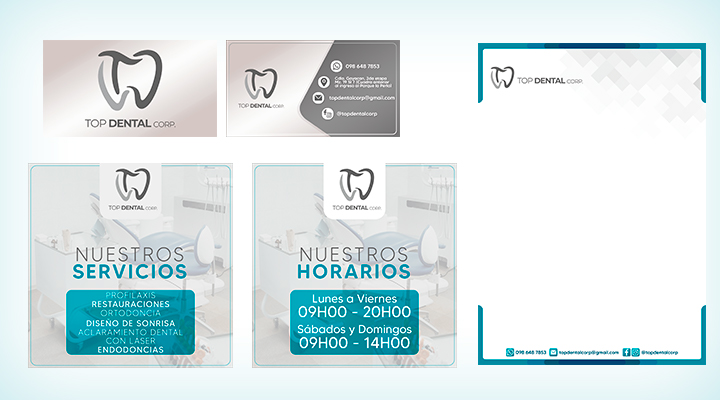 TOP DENTAL CORP.
TOP DENTAL CORP.
098 648 7853
topdentalcorp@gmail.com
@topdentalcorp
TOP DENTAL CORP.
TOP DENTAL CORP.
NUESTROS
SERVICIOS
PROFILAXIS
RESTAURACIONES
ORTODONCIA
DISEÑO DE SONRISA
ACLARAMIENTO DENTAL
CON LÁSER
ENDODONCIAS
TOP DENTAL CORP.
NUESTROS
HORARIOS
Lunes a Viernes
09H00 - 20H00
Sábados y Domingos
09H00 - 14H00
098 648 7853 topdentalcorp@gmail.com @topdentalcorp